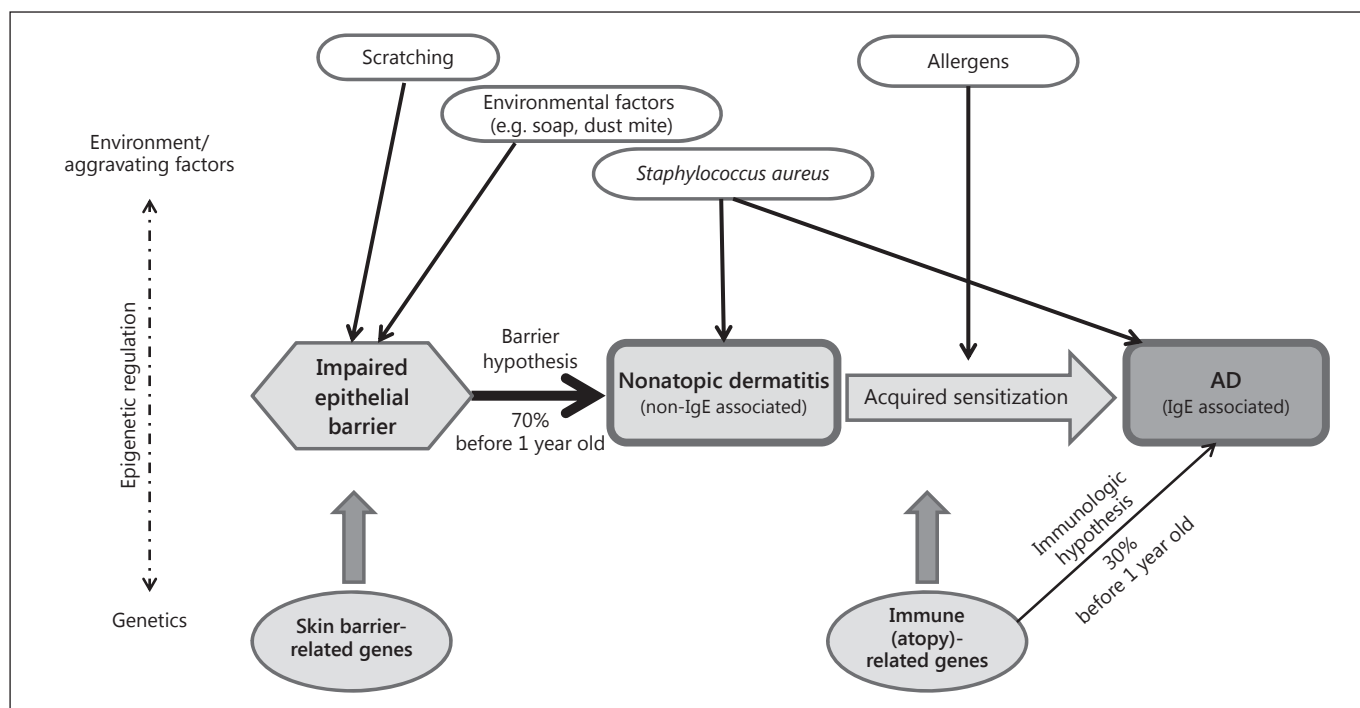 Scratching
Allergens
Environmental factors
(e.g. soap, dust mite)
Environment/
aggravating factors
Staphylococcus aureus
Epigenetic regulation
Impaired
epithelial
barrier
Barrier
hypothesis
70%
before 1 year old
Nonatopic dermatitis
(non-IgE associated)
Acquired sensitization
AD
(IgE associated)
Immunologic
hypothesis
30%
before 1 year old
Genetics
Skin barrier-
related genes
Immune
(atopy)-
related genes